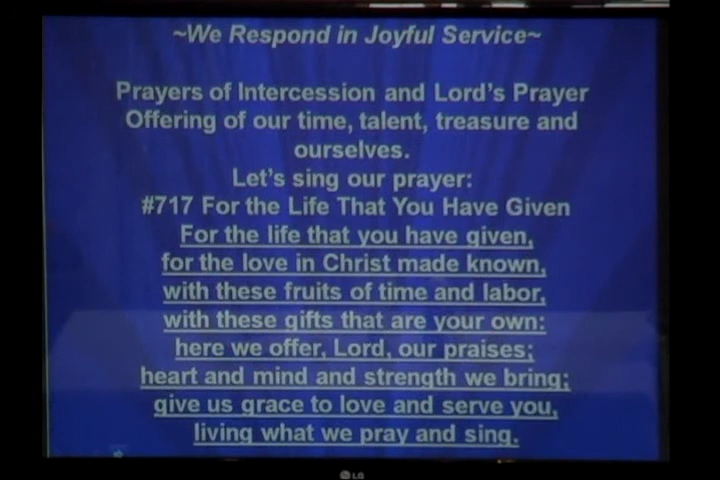 ~We Respond in Joyful Service~
Prayers of Intercession and Lord's Prayer
Offering of our time, talent, treasure and
ourselves.
Let's sing our prayer:
#717 For the Life That You Have Given
For the life that you have given,
for the love in Christ made known,
with these fruits of time and labor,
with these gifts that are your own:
here we offer, Lord, our praises;
heart and mind and strength we bring;
give us grace to love and serve you,
living what we pray and sing.
LG